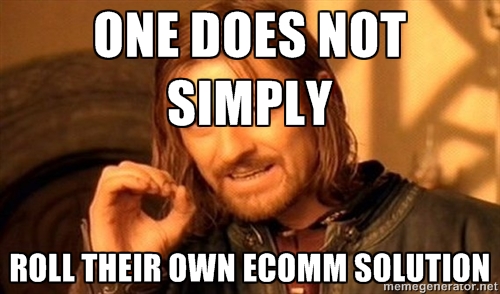 ONE DOES NOT
SIMPLY
ROLL THEIR OWN ECOMM SOLUTION
memegenerator.net